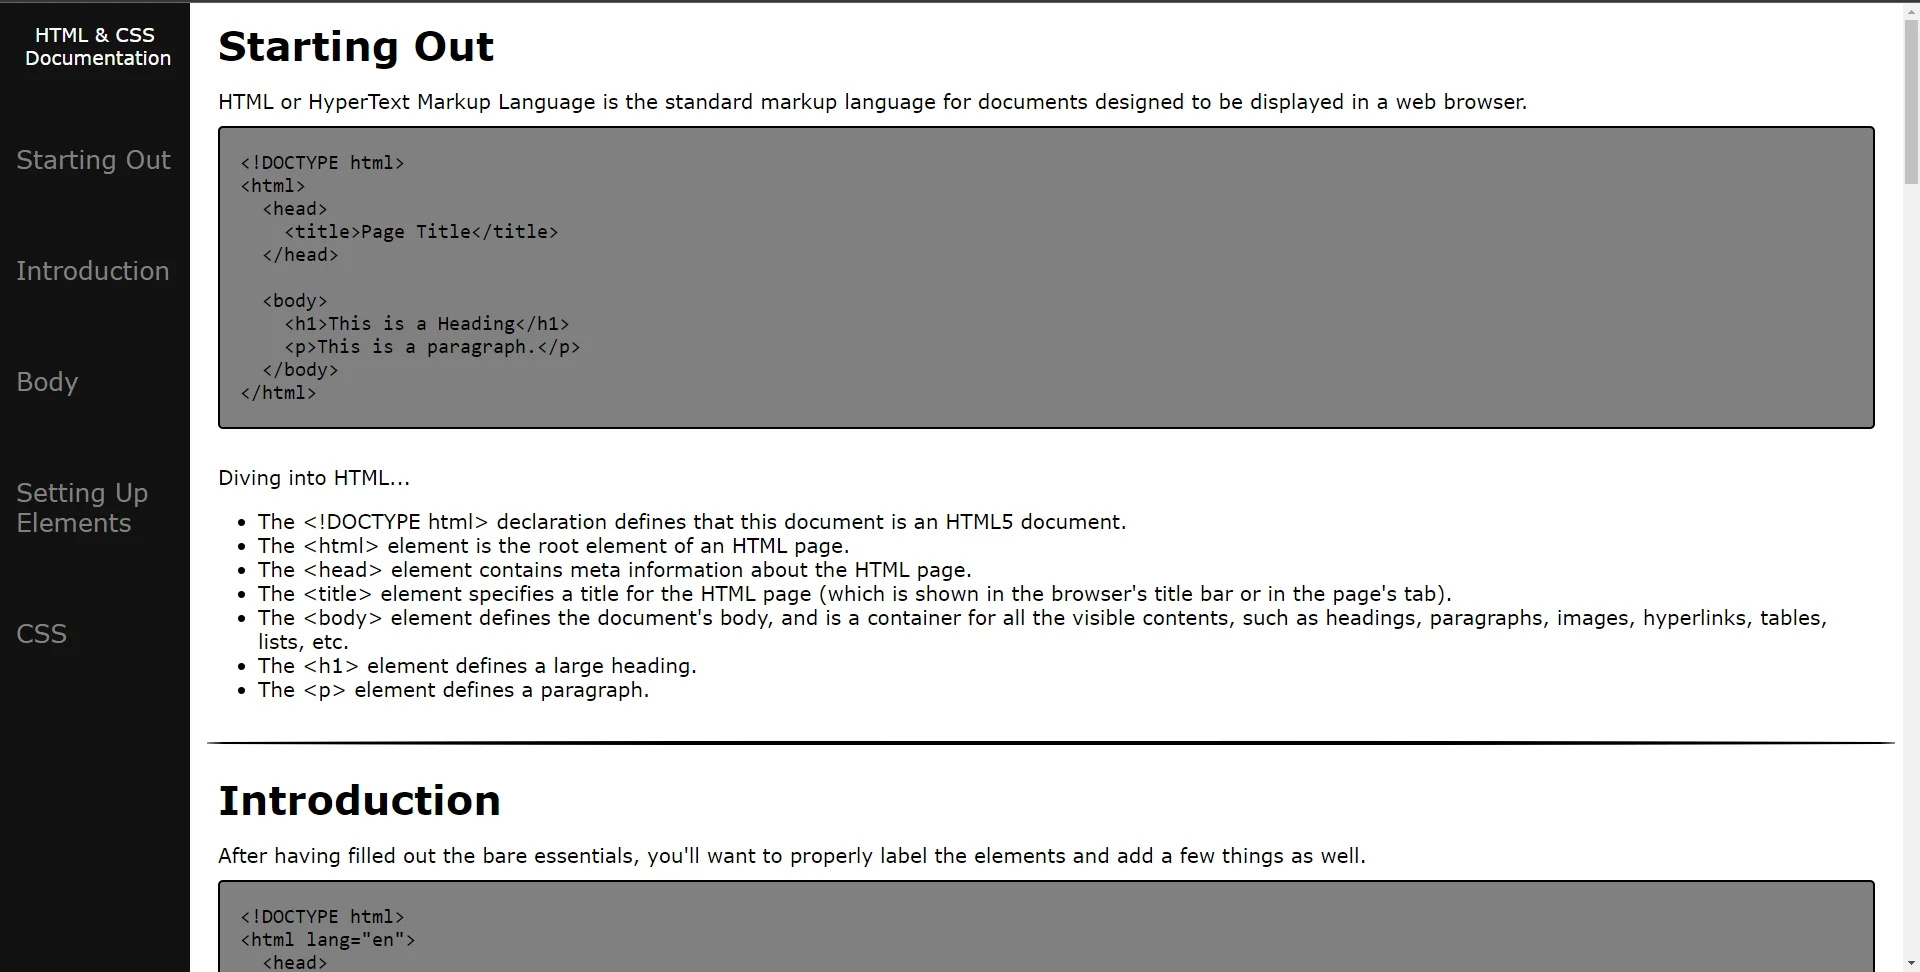 HTML & CSS
Documentation
Starting Out
Introduction
Body
Setting Up
Elements
CSS
Starting Out
HTML or HyperText Markup Language is the standard markup language for documents designed to be displayed in a web browser.
<!DOCTYPE html>
<html>
  <head>
    <title>Page Title</title>
  </head>
  <body>
    <h1>This is a Heading</h1>
    <p>This is a paragraph.</p>
  </body>
</html>
Diving into HTML...
• The <!DOCTYPE html> declaration defines that this document is an HTML5 document.
• The <html> element is the root element of an HTML page.
• The <head> element contains meta information about the HTML page.
• The <title> element specifies a title for the HTML page (which is shown in the browser's title bar or in the page's tab).
• The <body> element defines the document's body, and is a container for all the visible contents, such as headings, paragraphs, images, hyperlinks, tables,
lists, etc.
• The <h1> element defines a large heading.
• The <p> element defines a paragraph.
Introduction
After having filled out the bare essentials, you'll want to properly label the elements and add a few things as well.
<!DOCTYPE html>
<html lang="en">
  <head>